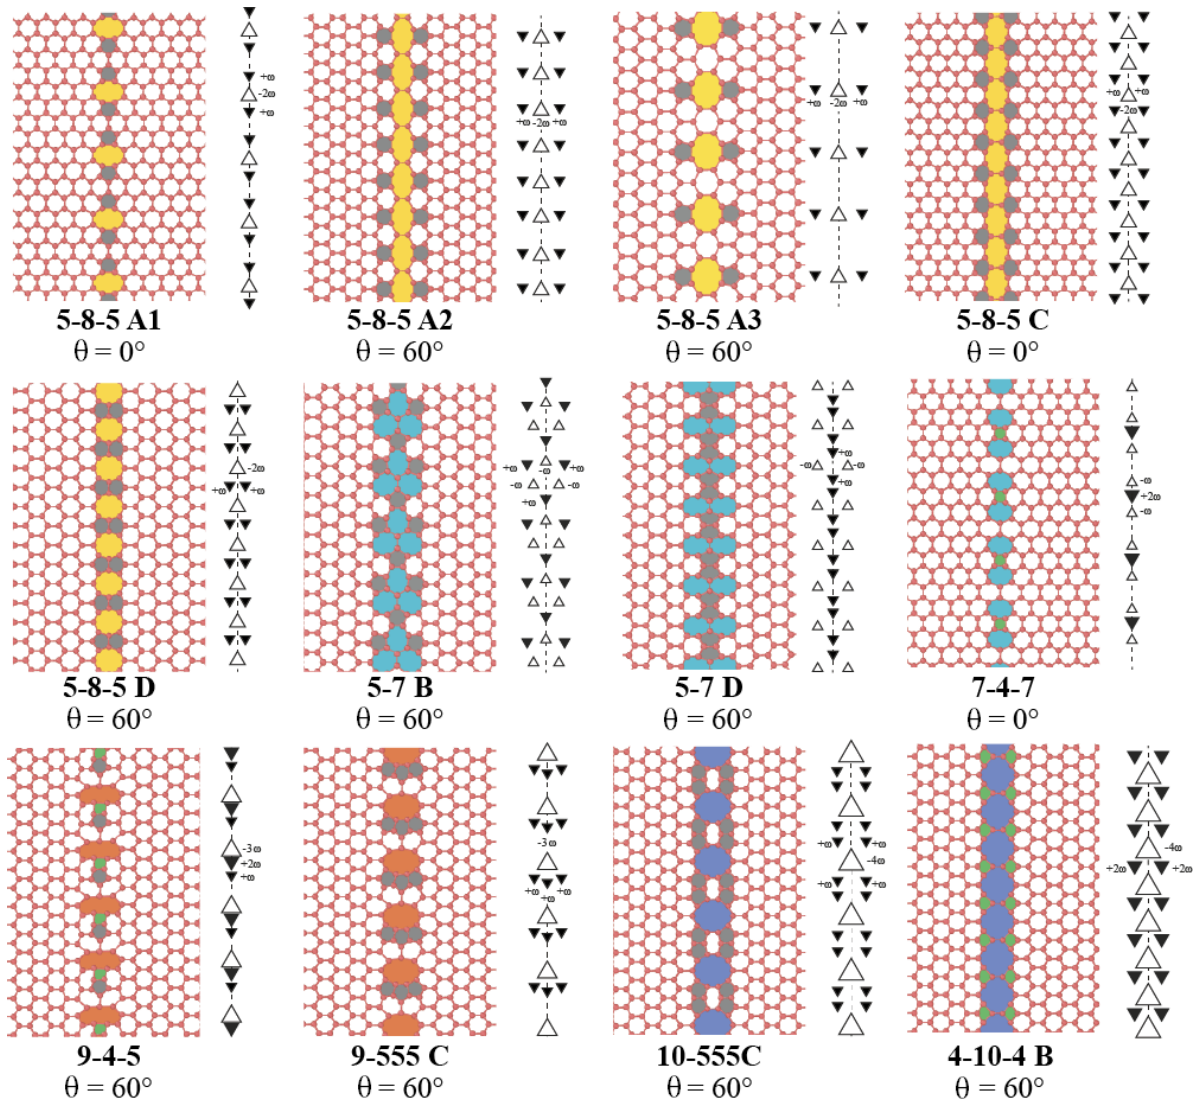 +ω
-2ω
+ω
+ω -2ω +ω
+ω -2ω +ω
+ω +ω
-2ω
5-8-5 A1
θ = 0°
5-8-5 A2
θ = 60°
5-8-5 A3
θ = 60°
5-8-5 C
θ = 0°
-2ω
+ω +ω
+ω -ω +ω
-ω -ω
+ω
+ω
-ω -ω
+ω
-ω
+2ω
-ω
5-8-5 D
θ = 60°
5-7 B
θ = 60°
5-7 D
θ = 60°
7-4-7
θ = 0°
-3ω
+2ω
+ω
-3ω
+ω +ω
+ω
+ω +ω
-4ω
+ω +ω
-4ω
+2ω +2ω
9-4-5
θ = 60°
9-555 C
θ = 60°
10-555C
θ = 60°
4-10-4 B
θ = 60°